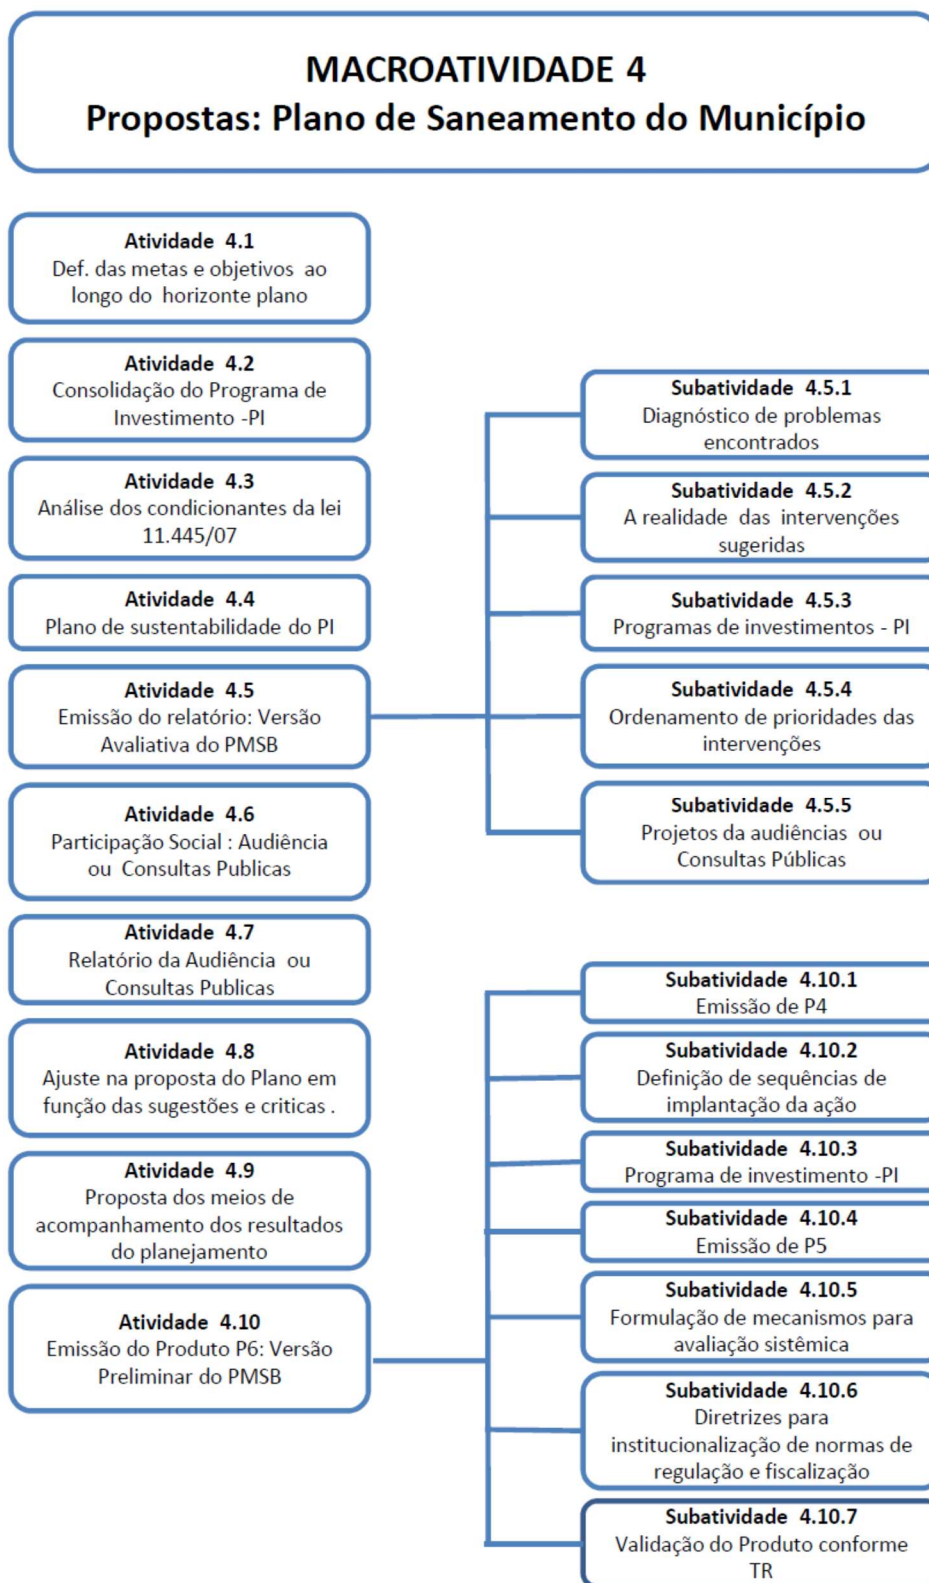 MACROATIVIDADE 4
Propostas: Plano de Saneamento do Município
Atividade 4.1
Def. das metas e objetivos ao
longo do horizonte plano
Atividade 4.2
Consolidação do Programa de
Investimento -PI
Atividade 4.3
Análise dos condicionantes da lei
11.445/07
Atividade 4.4
Plano de sustentabilidade do PI
Atividade 4.5
Emissão do relatório: Versão
Avaliativa do PMSB
Atividade 4.6
Participação Social : Audiência
ou Consultas Publicas
Atividade 4.7
Relatório da Audiência ou
Consultas Publicas
Atividade 4.8
Ajuste na proposta do Plano em
função das sugestões e criticas .
Atividade 4.9
Proposta dos meios de
acompanhamento dos resultados
do planejamento
Atividade 4.10
Emissão do Produto P6: Versão
Preliminar do PMSB
Subatividade 4.5.1
Diagnóstico de problemas
encontrados
Subatividade 4.5.2
A realidade das intervenções
sugeridas
Subatividade 4.5.3
Programas de investimentos - PI
Subatividade 4.5.4
Ordenamento de prioridades das
intervenções
Subatividade 4.5.5
Projetos da audiências ou
Consultas Públicas
Subatividade 4.10.1
Emissão de P4
Subatividade 4.10.2
Definição de sequências de
implantação da ação
Subatividade 4.10.3
Programa de investimento -PI
Subatividade 4.10.4
Emissão de P5
Subatividade 4.10.5
Formulação de mecanismos para
avaliação sistêmica
Subatividade 4.10.6
Diretrizes para
institucionalização de normas de
regulação e fiscalização
Subatividade 4.10.7
Validação do Produto conforme
TR